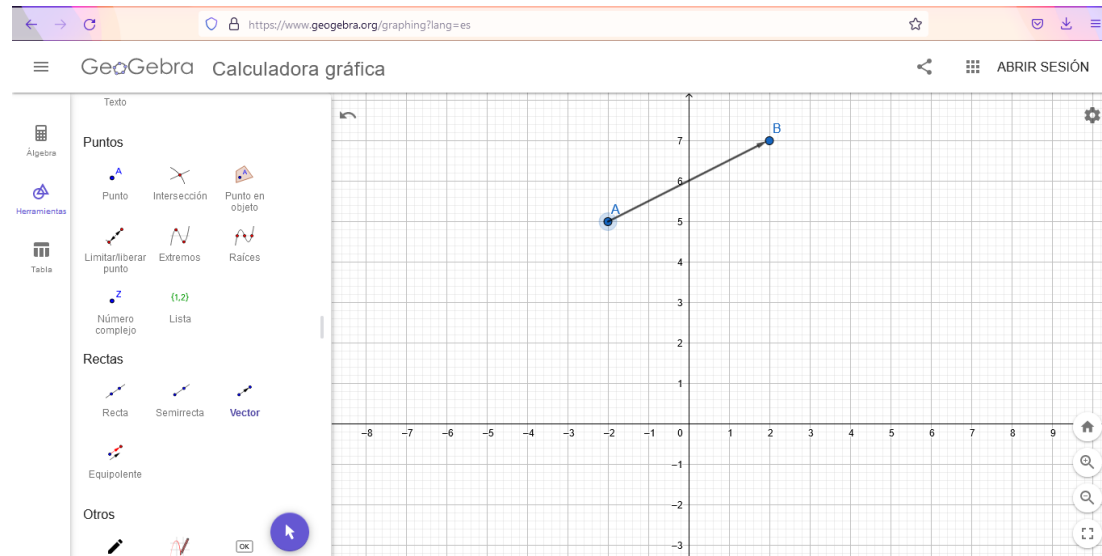 https://www.geogebra.org/graphing?lang=es
GeoGebra Calculadora gráfica
ABRIR SESIÓN
Álgebra
Herramientas
Tabla
Texto
Puntos
A
Punto
Intersección
A
Punto en
objeto
Limitar/liberar
punto
Extremos
Raíces
Z
Número
complejo
{1,2}
Lista
Rectas
Recta
Semirrecta
Vector
Equipolente
Otros
OK
B
A
7
6
5
4
3
2
1
–8 –7 –6 –5 –4 –3 –2 –1 0 1 2 3 4 5 6 7 8 9
–1
–2
–3